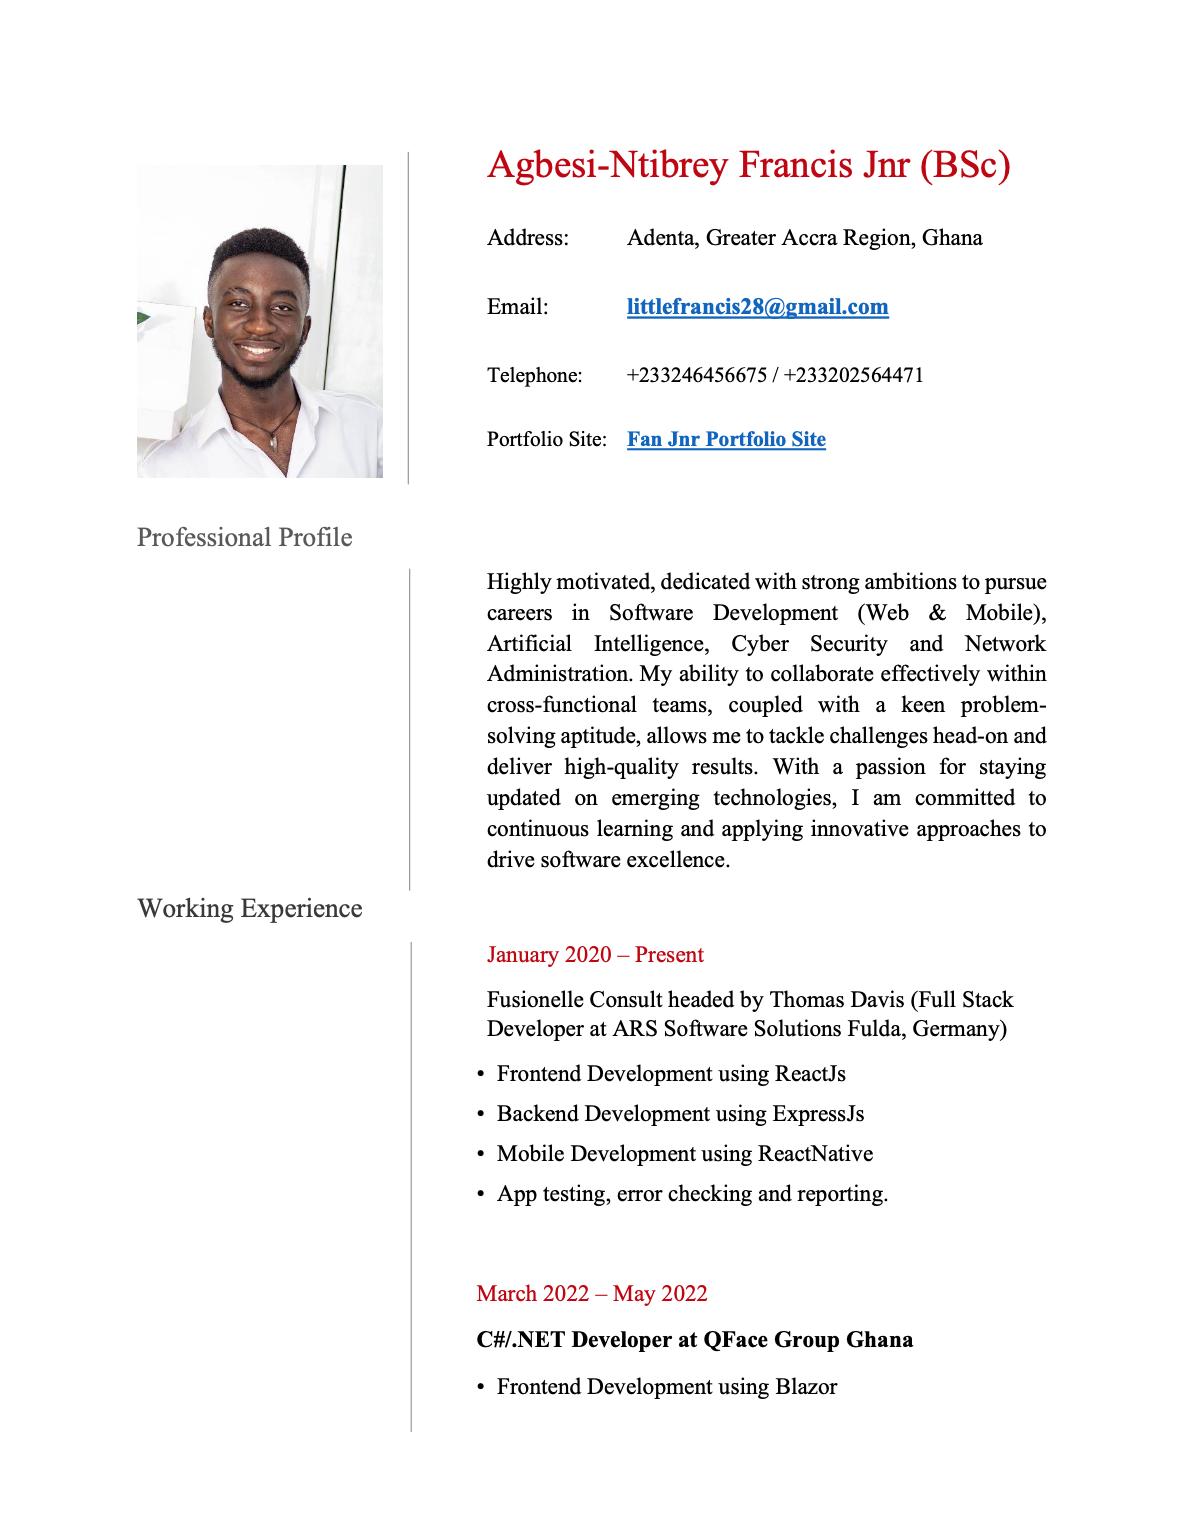 Agbesi-Ntibrey Francis Jnr (BSc)
Address: Adenta, Greater Accra Region, Ghana
Email: littlefrancis28@gmail.com
Telephone: +233246456675 / +233202564471
Portfolio Site: Fan Jnr Portfolio Site
Professional Profile
Highly motivated, dedicated with strong ambitions to pursue
careers in Software Development (Web & Mobile),
Artificial Intelligence, Cyber Security and Network
Administration. My ability to collaborate effectively within
cross-functional teams, coupled with a keen problem-
solving aptitude, allows me to tackle challenges head-on and
deliver high-quality results. With a passion for staying
updated on emerging technologies, I am committed to
continuous learning and applying innovative approaches to
drive software excellence.
Working Experience
January 2020 – Present
Fusionelle Consult headed by Thomas Davis (Full Stack
Developer at ARS Software Solutions Fulda, Germany)
• Frontend Development using ReactJs
• Backend Development using ExpressJs
• Mobile Development using ReactNative
• App testing, error checking and reporting.
March 2022 – May 2022
C#/.NET Developer at QFace Group Ghana
• Frontend Development using Blazor